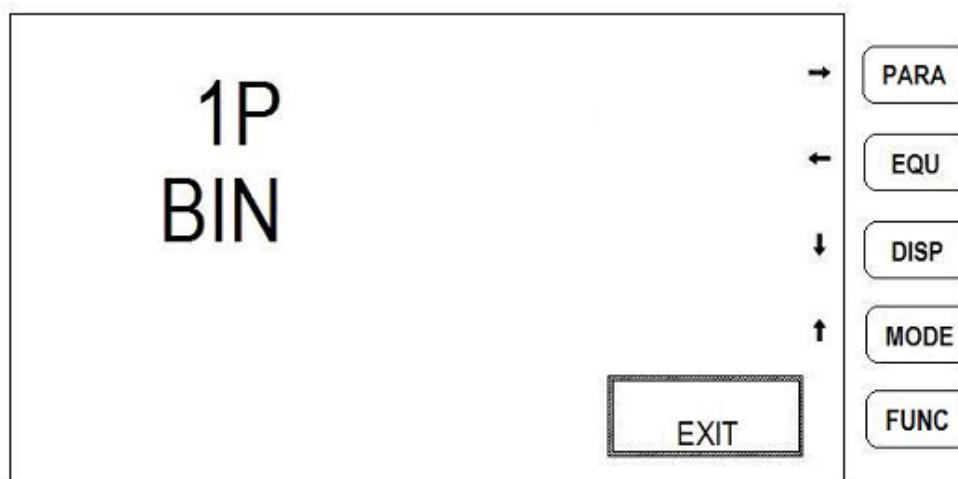 1P
BIN
EXIT
→ PARA
← EQU
↓ DISP
↑ MODE
FUNC